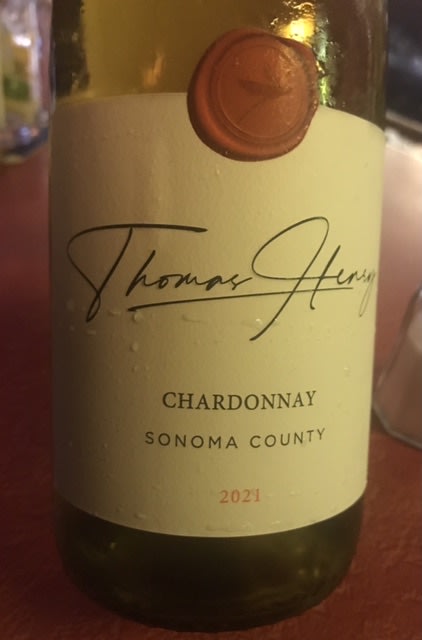 Thomas Henry
CHARDONNAY
SONOMA COUNTY
2021